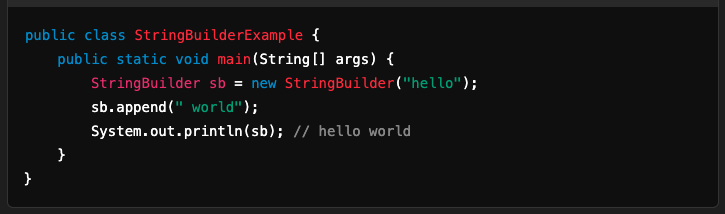 public class StringBuilderExample {
    public static void main(String[] args) {
        StringBuilder sb = new StringBuilder("hello");
        sb.append(" world");
        System.out.println(sb); // hello world
    }
}